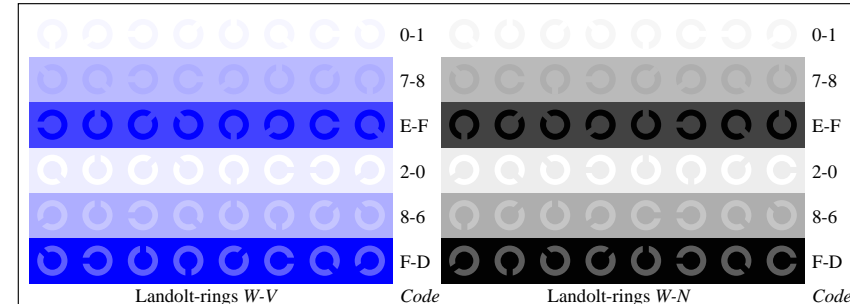 0-1 0-1
7-8 7-8
E-F E-F
2-0 2-0
8-6 8-6
F-D F-D
Landolt-rings W-V Code Landolt-rings W-N Code